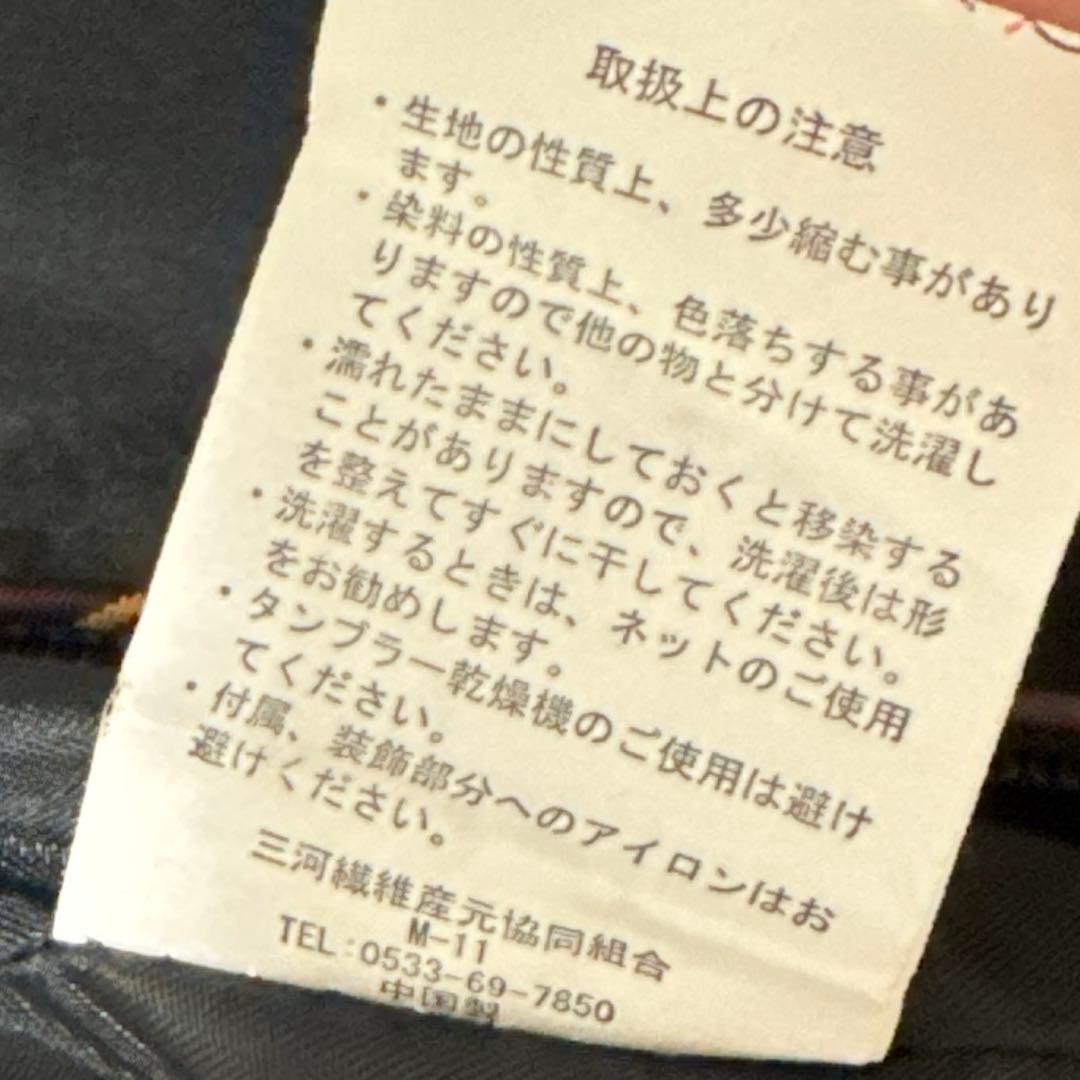 取扱上の注意
・生地の性質上、多少縮む事があり
ます。
・染料の性質上、色落ちする事があ
りますので他の物と分けて洗濯し
てください。
・濡れたままにしておくと移染する
ことがありますので、洗濯後は形
を整えてすぐに干してください。
・洗濯するときは、ネットのご使用
をお勧めします。
・タンブラー乾燥機のご使用は避け
てください。
・付属、装飾部分へのアイロンはお
避けください。
三河繊維産元協同組合
M-11
TEL:0533-69-7850
中国製